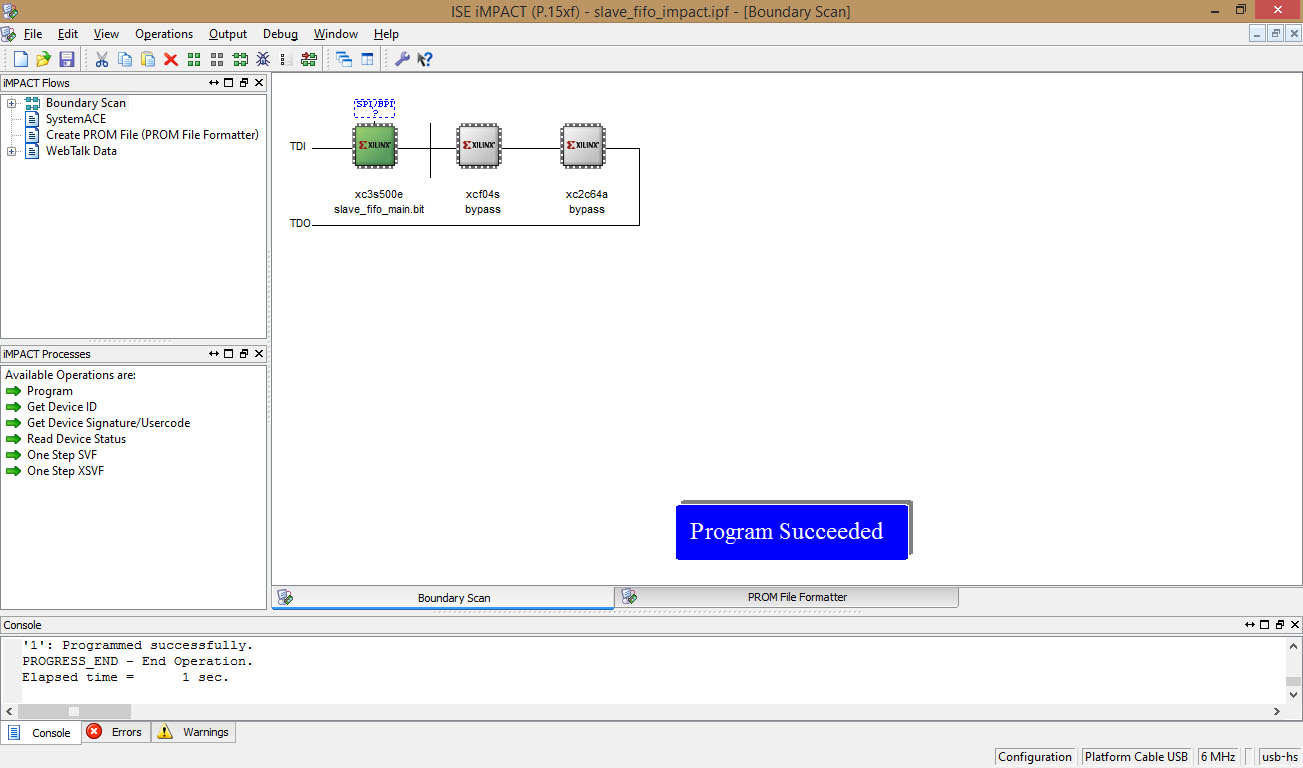 ISE iMPACT (P.15xf) - slave_fifo_impact.ipf - [Boundary Scan]
File Edit View Operations Output Debug Window Help
iMPACT Flows
Boundary Scan
SystemACE
Create PROM File (PROM File Formatter)
WebTalk Data
iMPACT Processes
Available Operations are:
Program
Get Device ID
Get Device Signature/Usercode
Read Device Status
One Step SVF
One Step XSVF
SPI/BPI
?
TDI
XILINX XILINX XILINX
xc3s500e xcf04s xc2c64a
slave_fifo_main.bit bypass bypass
TDO
Program Succeeded
Boundary Scan PROM File Formatter
Console
'1': Programmed successfully.
PROGRESS_END - End Operation.
Elapsed time = 1 sec.
Console Errors Warnings
Configuration Platform Cable USB 6 MHz usb-hs